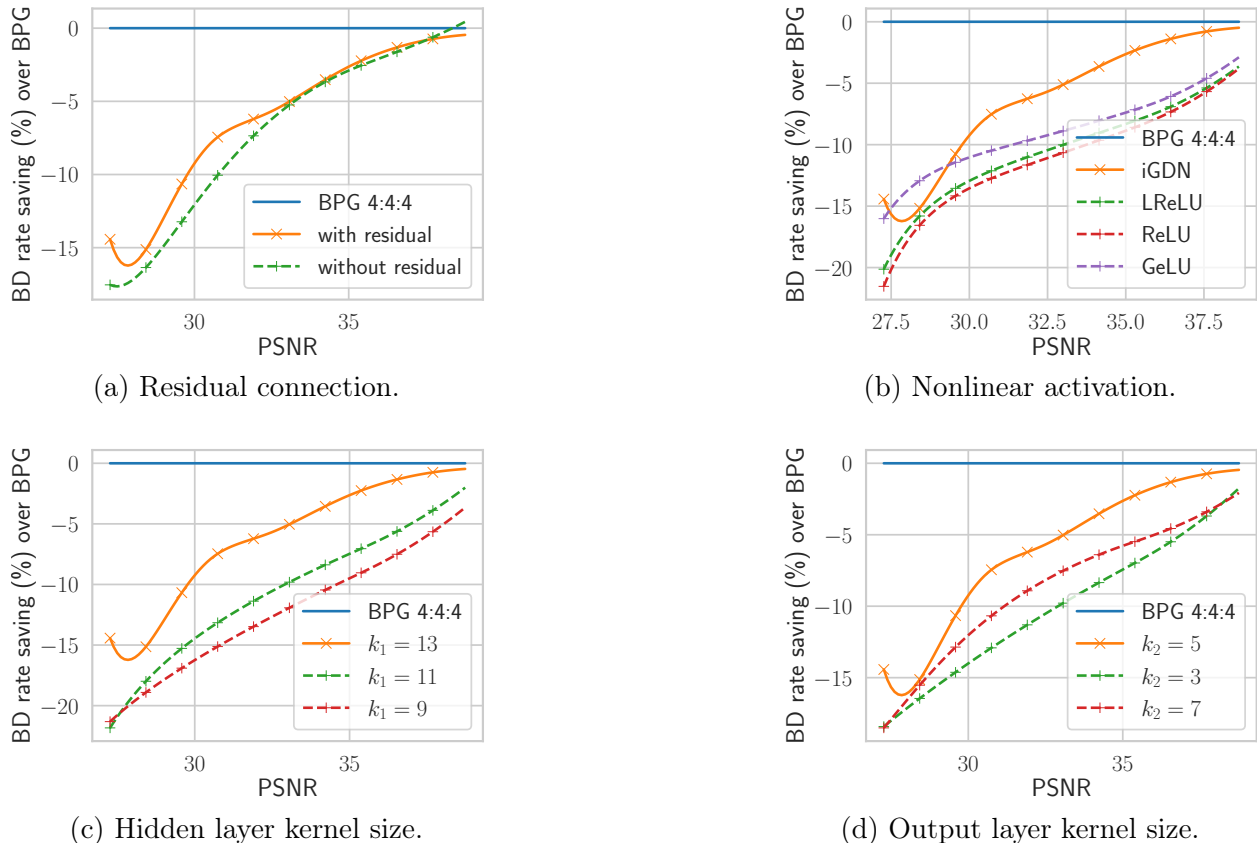 BD rate saving (%) over BPG
0
−5
−10
−15
BPG 4:4:4
with residual
without residual
30
35
PSNR
(a) Residual connection.
BD rate saving (%) over BPG
0
−5
−10
−15
−20
BPG 4:4:4
iGDN
LReLU
ReLU
GeLU
27.5
30.0
32.5
35.0
37.5
PSNR
(b) Nonlinear activation.
BD rate saving (%) over BPG
0
−5
−10
−15
−20
BPG 4:4:4
k₁ = 13
k₁ = 11
k₁ = 9
30
35
PSNR
(c) Hidden layer kernel size.
BD rate saving (%) over BPG
0
−5
−10
−15
BPG 4:4:4
k₂ = 5
k₂ = 3
k₂ = 7
30
35
PSNR
(d) Output layer kernel size.